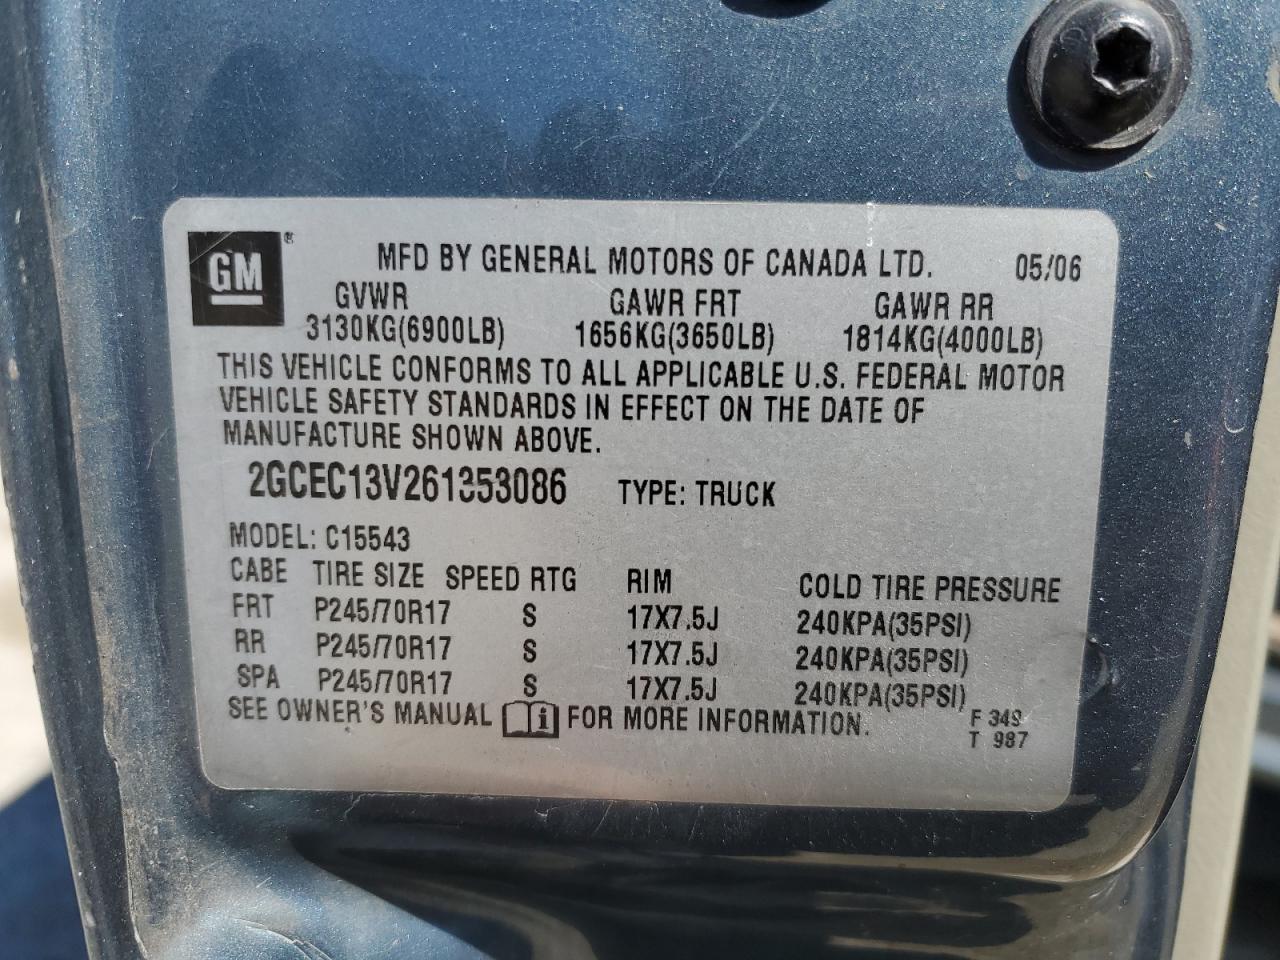 GM ® MFD BY GENERAL MOTORS OF CANADA LTD. 05/06
GVWR GAWR FRT GAWR RR
3130KG(6900LB) 1656KG(3650LB) 1814KG(4000LB)
THIS VEHICLE CONFORMS TO ALL APPLICABLE U.S. FEDERAL MOTOR
VEHICLE SAFETY STANDARDS IN EFFECT ON THE DATE OF
MANUFACTURE SHOWN ABOVE.
2GCEC13V261353086 TYPE: TRUCK
MODEL: C15543
CABE TIRE SIZE SPEED RTG RIM COLD TIRE PRESSURE
FRT P245/70R17 S 17X7.5J 240KPA(35PSI)
RR P245/70R17 S 17X7.5J 240KPA(35PSI)
SPA P245/70R17 S 17X7.5J 240KPA(35PSI)
SEE OWNER'S MANUAL i FOR MORE INFORMATION.
F 349
T 987